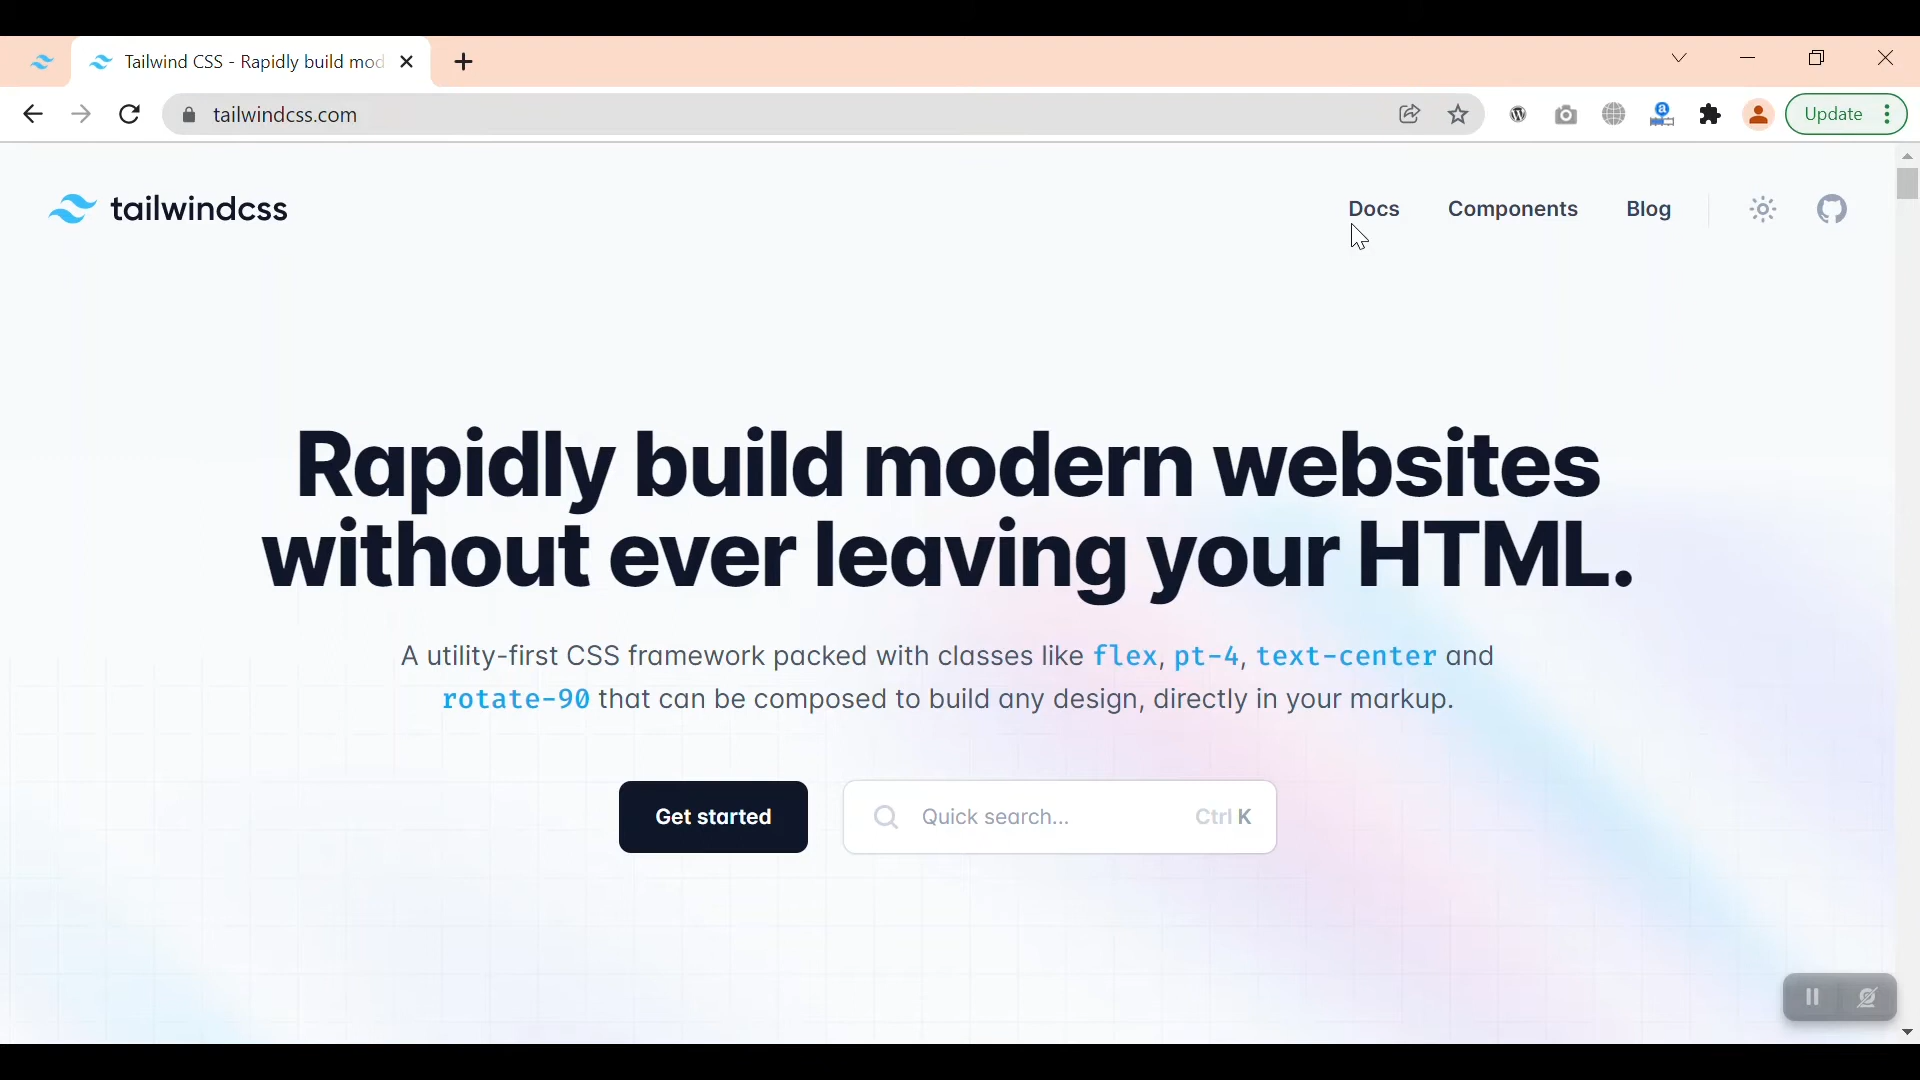 Tailwind CSS - Rapidly build mod
tailwindcss.com
Update
tailwindcss
Docs
Components
Blog
Rapidly build modern websites
without ever leaving your HTML.
A utility-first CSS framework packed with classes like flex, pt-4, text-center and
rotate-90 that can be composed to build any design, directly in your markup.
Get started
Quick search...
Ctrl K